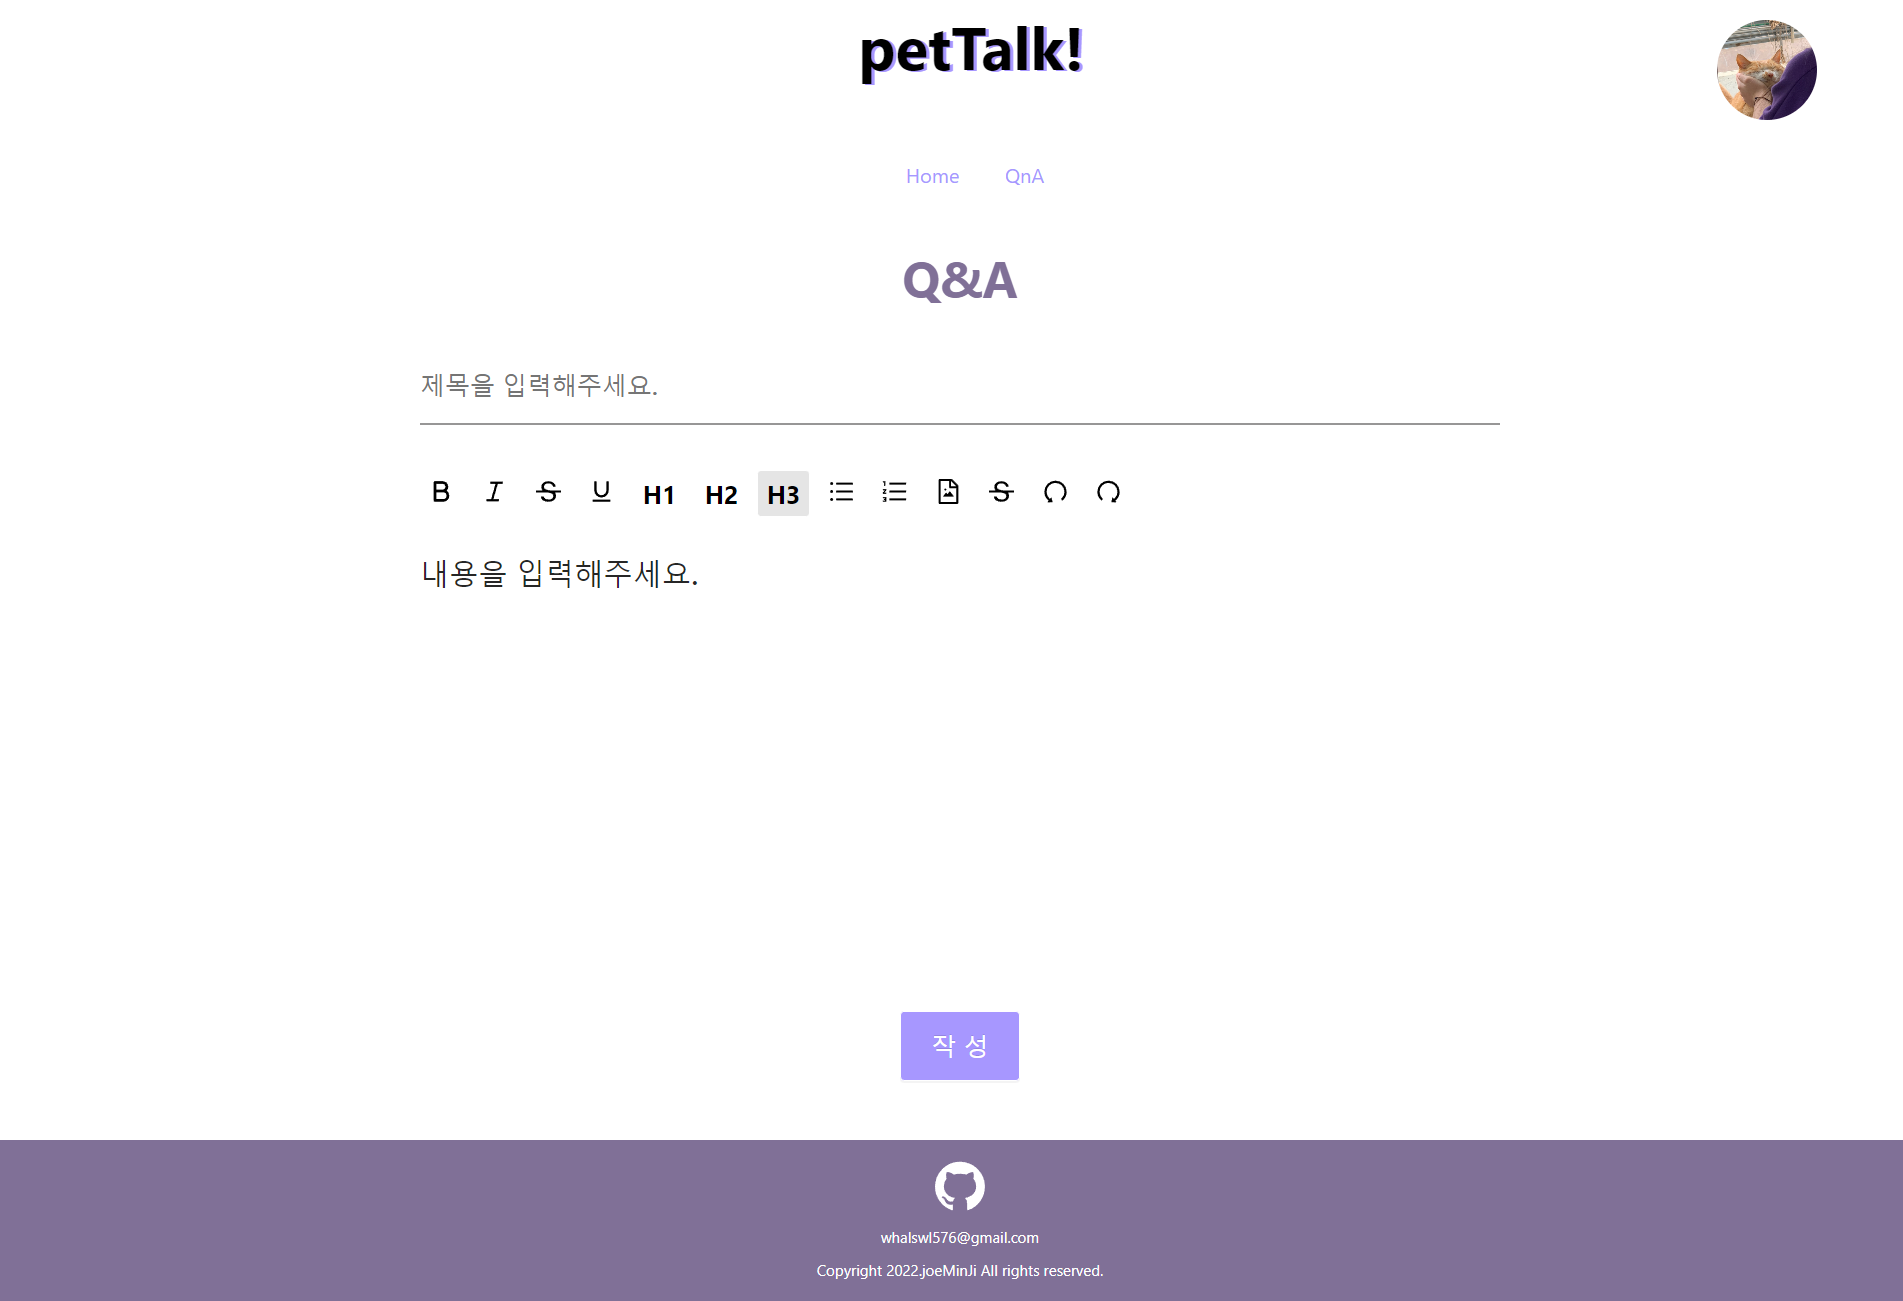 petTalk!
Home QnA
Q&A
제목을 입력해주세요.
B I S U H1 H2 H3 S
내용을 입력해주세요.
작 성
whalswl576@gmail.com
Copyright 2022.joeMinJi All rights reserved.